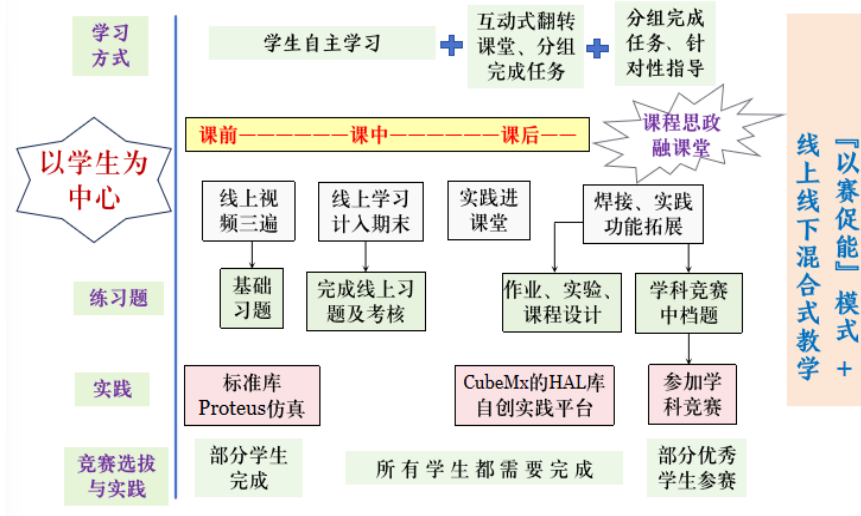 学习
方式
学生自主学习
互动式翻转
课堂、分组
完成任务
分组完成
任务、针
对性指导
课前——————课中——————课后——
课程思政
融课堂
以学生为
中心
线上视
频三遍
线上学习
计入期末
实践进
课堂
焊接、实践
功能拓展
练习题
基础
习题
完成线上习
题及考核
作业、实验、
课程设计
学科竞赛
中档题
实践
标准库
Proteus仿真
CubeMx的HAL库
自创实践平台
参加学
科竞赛
竞赛选拔
与实践
部分学生
完成
所有学生都需要完成
部分优秀
学生参赛
『以赛促能』模式+
线上线下混合式教学